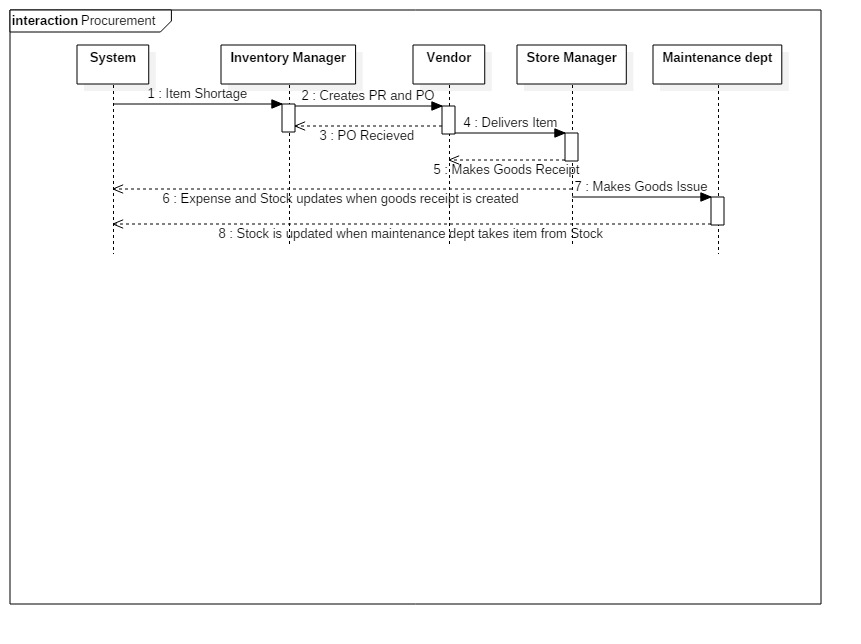 interaction Procurement
System
Inventory Manager
Vendor
Store Manager
Maintenance dept
1 : Item Shortage
2 : Creates PR and PO
3 : PO Recieved
4 : Delivers Item
5 : Makes Goods Receipt
6 : Expense and Stock updates when goods receipt is created
7 : Makes Goods Issue
8 : Stock is updated when maintenance dept takes item from Stock